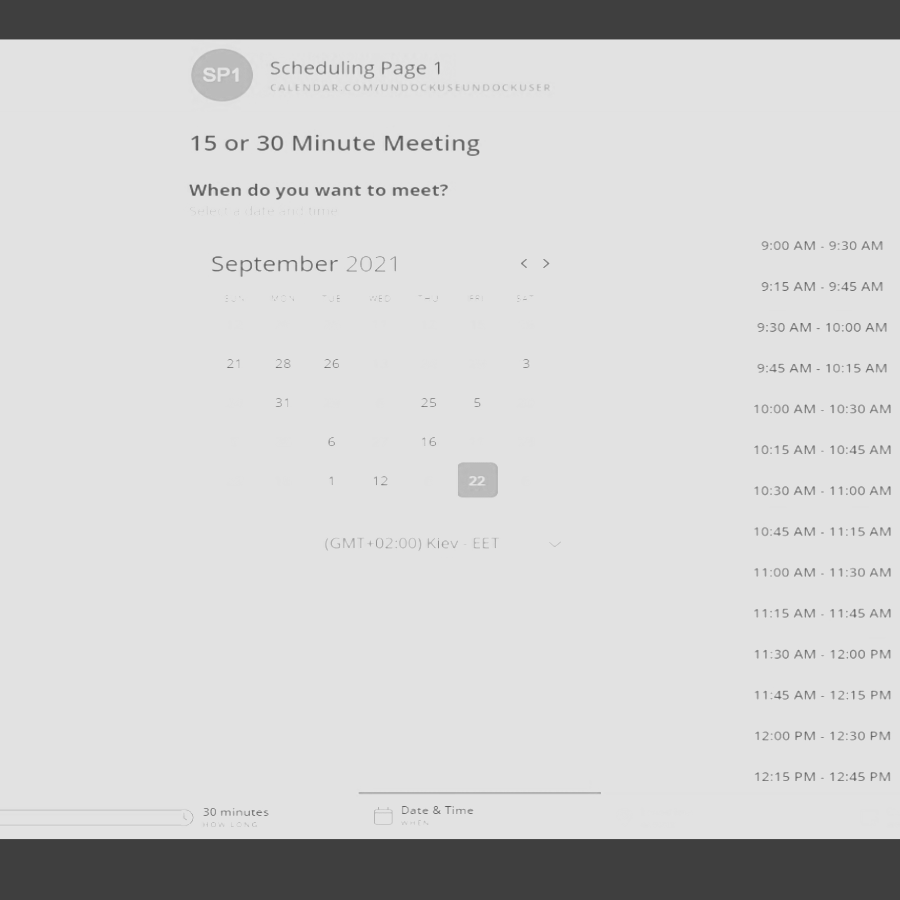 SP1
Scheduling Page 1
CALENDAR.COM/UNDOCKUSEUNDOCKUSER
15 or 30 Minute Meeting
When do you want to meet?
Select a date and time
September 2021
< >
SUN MON TUE WED THU FRI SAT
21 28 26 3
31 25 5
6 16
1 12 22
(GMT+02:00) Kiev - EET
9:00 AM - 9:30 AM
9:15 AM - 9:45 AM
9:30 AM - 10:00 AM
9:45 AM - 10:15 AM
10:00 AM - 10:30 AM
10:15 AM - 10:45 AM
10:30 AM - 11:00 AM
10:45 AM - 11:15 AM
11:00 AM - 11:30 AM
11:15 AM - 11:45 AM
11:30 AM - 12:00 PM
11:45 AM - 12:15 PM
12:00 PM - 12:30 PM
12:15 PM - 12:45 PM
30 minutes
HOW LONG
Date & Time
WHEN